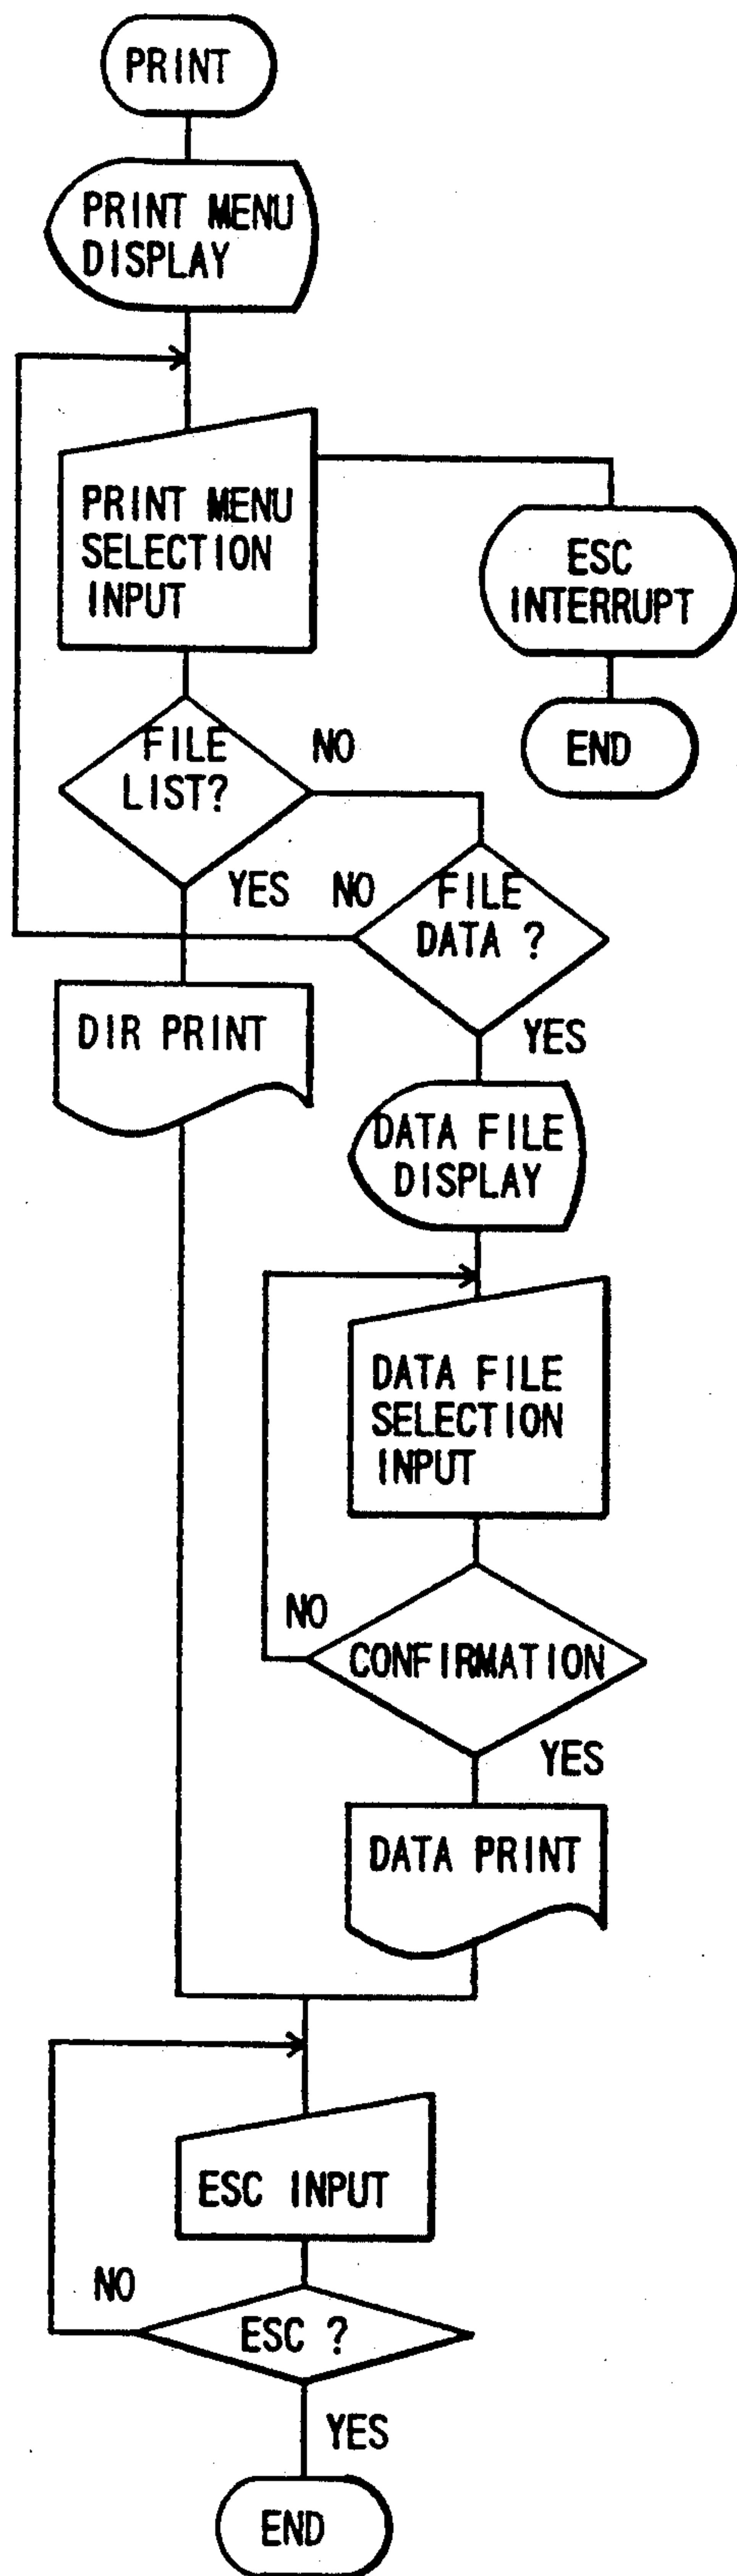 PRINT
PRINT MENU
DISPLAY
PRINT MENU
SELECTION
INPUT
ESC
INTERRUPT
END
FILE
LIST?
NO
YES
NO
FILE
DATA ?
YES
DIR PRINT
DATA FILE
DISPLAY
DATA FILE
SELECTION
INPUT
NO
CONFIRMATION
YES
DATA PRINT
ESC INPUT
NO
ESC ?
YES
END